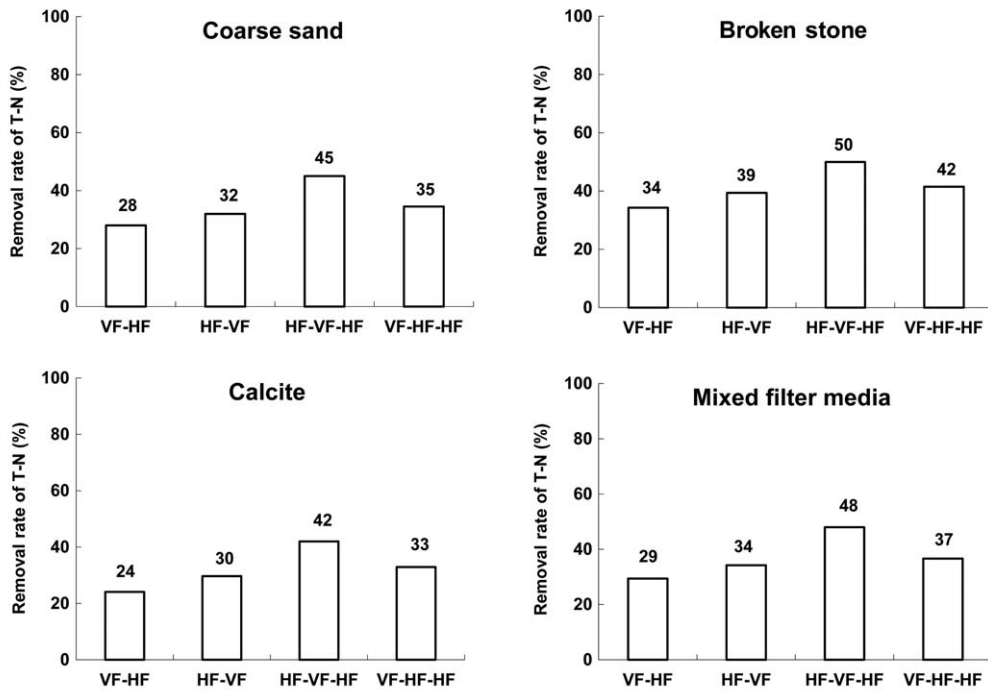 Coarse sand
Removal rate of T-N (%)
100
80
60
40
20
0
28
32
45
35
VF-HF
HF-VF
HF-VF-HF
VF-HF-HF
Broken stone
Removal rate of T-N (%)
100
80
60
40
20
0
34
39
50
42
VF-HF
HF-VF
HF-VF-HF
VF-HF-HF
Calcite
Removal rate of T-N (%)
100
80
60
40
20
0
24
30
42
33
VF-HF
HF-VF
HF-VF-HF
VF-HF-HF
Mixed filter media
Removal rate of T-N (%)
100
80
60
40
20
0
29
34
48
37
VF-HF
HF-VF
HF-VF-HF
VF-HF-HF